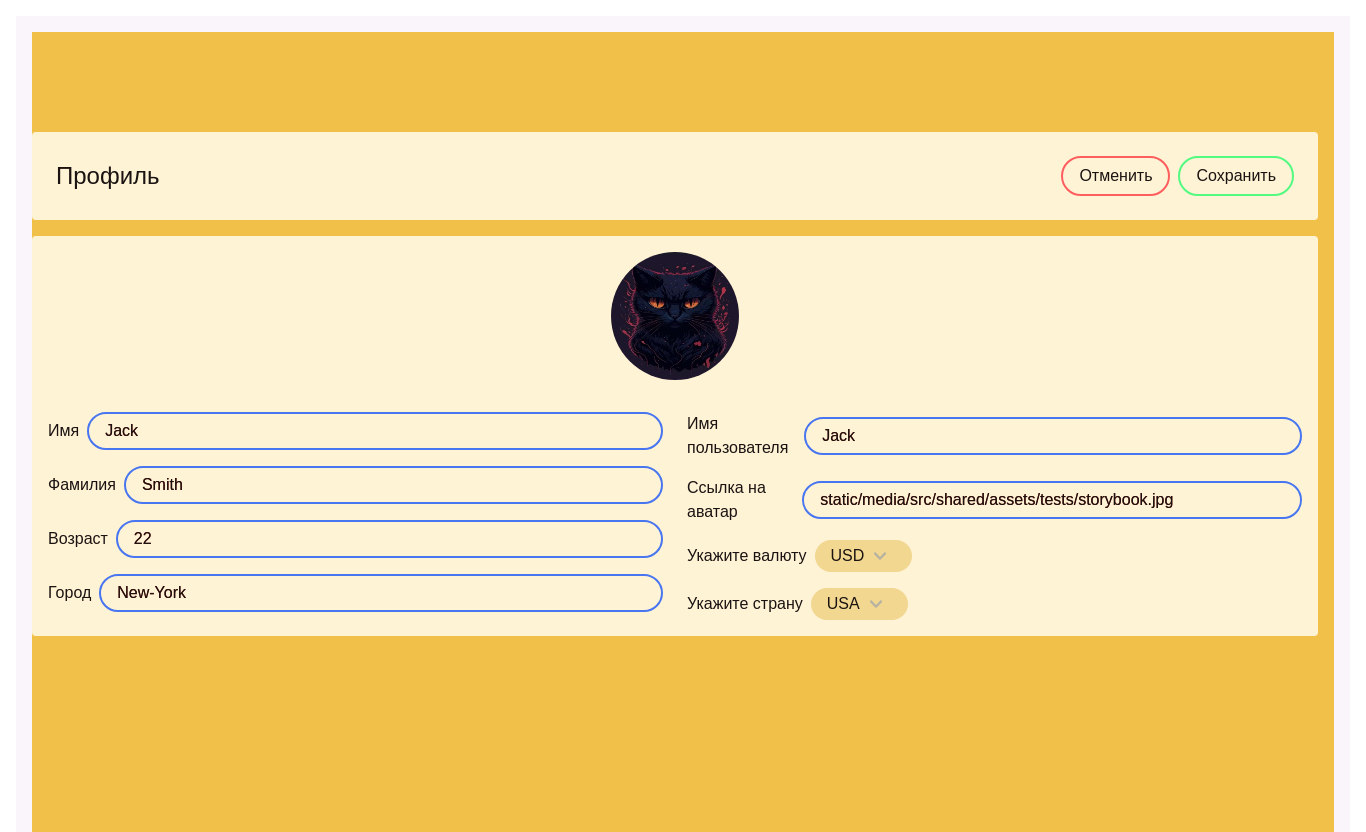 Профиль
Отменить
Сохранить
Имя
Jack
Фамилия
Smith
Возраст
22
Город
New-York
Имя
пользователя
Jack
Ссылка на
аватар
static/media/src/shared/assets/tests/storybook.jpg
Укажите валюту
USD
Укажите страну
USA